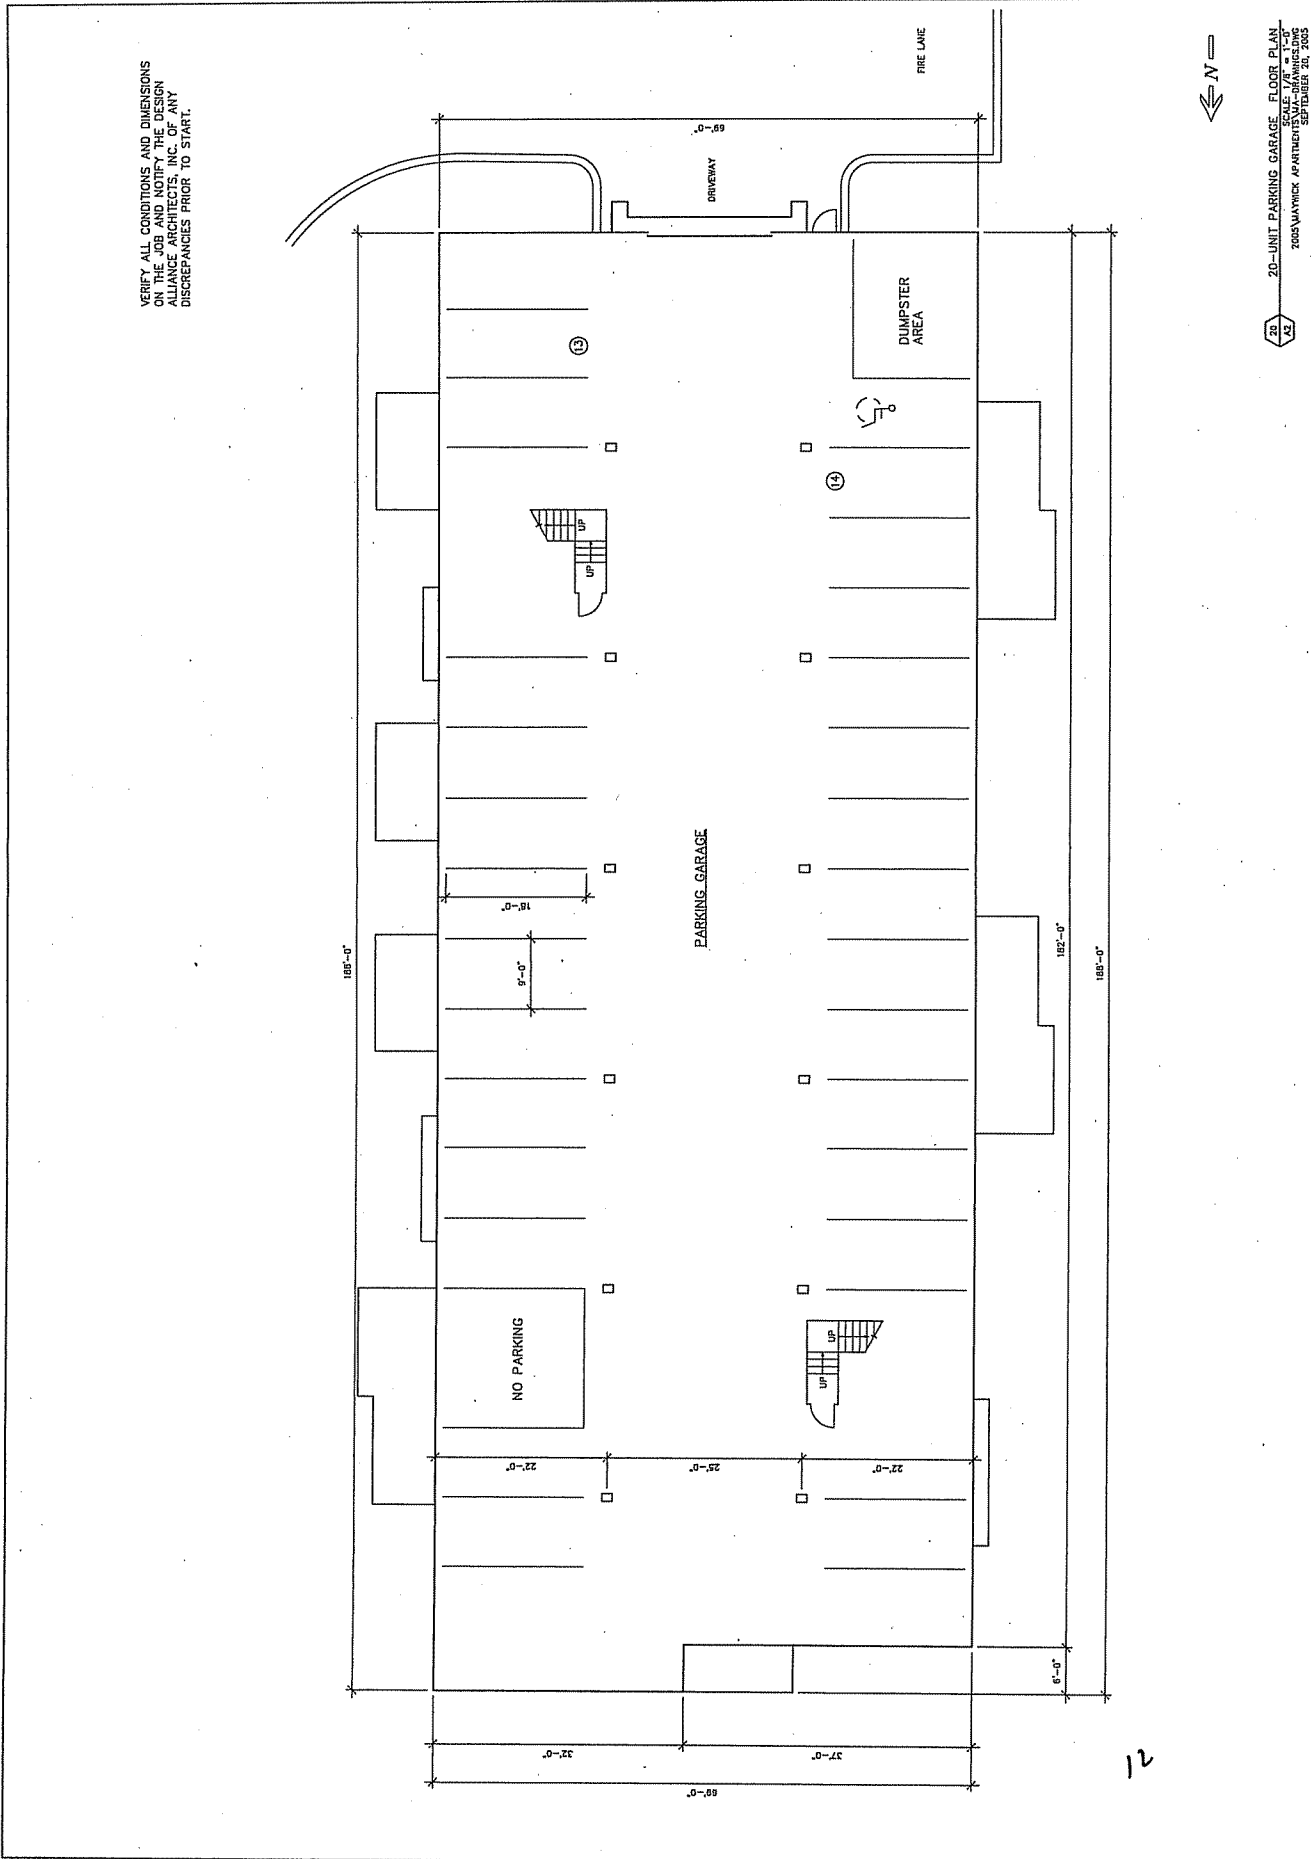 VERIFY ALL CONDITIONS AND DIMENSIONS
ON THE JOB AND NOTIFY THE DESIGN
ALLIANCE ARCHITECTS, INC. OF ANY
DISCREPANCIES PRIOR TO START.
FIRE LANE
N
69'-0"
DRIVEWAY
13
DUMPSTER
AREA
14
UP
UP
PARKING GARAGE
18'-0"
9'-0"
188'-0"
182'-0"
188'-0"
NO PARKING
UP
UP
22'-0"
25'-0"
22'-0"
6'-0"
32'-0"
37'-0"
69'-0"
12
20
A2
20-UNIT PARKING GARAGE FLOOR PLAN
SCALE: 1/8" = 1'-0"
2005\MAYWICK APARTMENTS\MA-DRAWINGS.DWG
SEPTEMBER 20, 2005